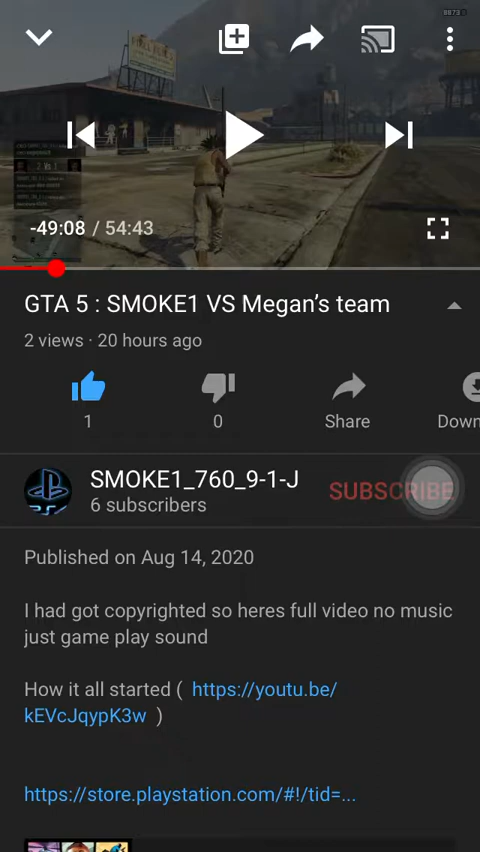 -49:08 / 54:43
GTA 5 : SMOKE1 VS Megan’s team
2 views · 20 hours ago
1
0
Share
Down
SMOKE1_760_9-1-J
SUBSCRIBE
6 subscribers
Published on Aug 14, 2020
I had got copyrighted so heres full video no music
just game play sound
How it all started ( https://youtu.be/
kEVcJqypK3w )
https://store.playstation.com/#!/tid=...